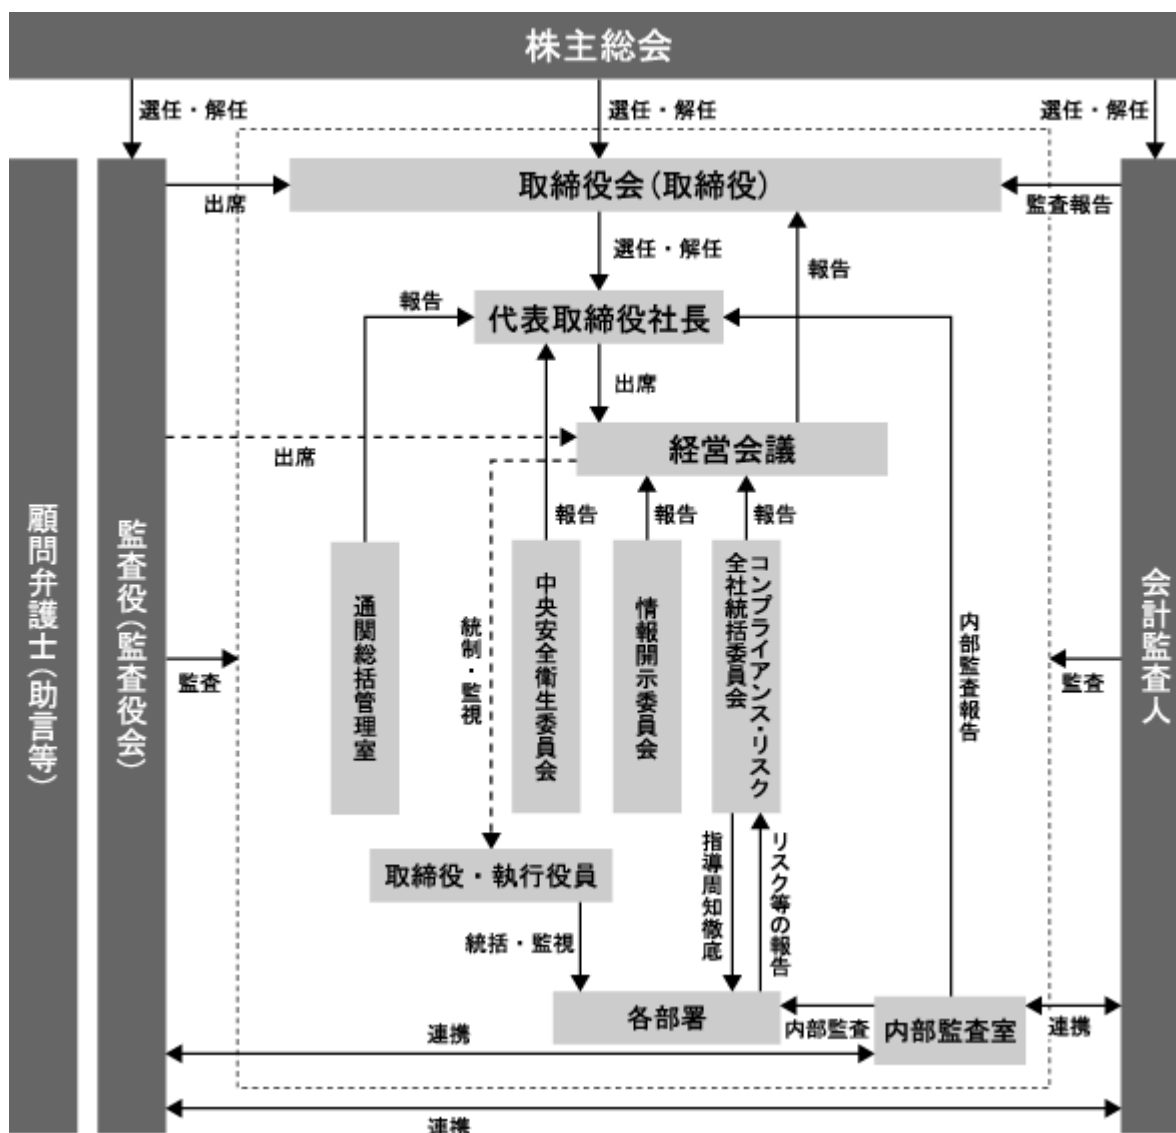 株主総会
選任・解任
選任・解任
選任・解任
取締役会(取締役)
出席
監査報告
選任・解任
報告
報告
代表取締役社長
出席
経営会議
出席
報告
報告
報告
顧問弁護士(助言等)
監査役(監査役会)
会計監査人
通関総括管理室
統制・監視
中央安全衛生委員会
情報開示委員会
コンプライアンス・リスク
全社統括委員会
内部監査報告
監査
監査
取締役・執行役員
指導周知徹底
リスク等の報告
統括・監視
各部署
内部監査
内部監査室
連携
連携
連携